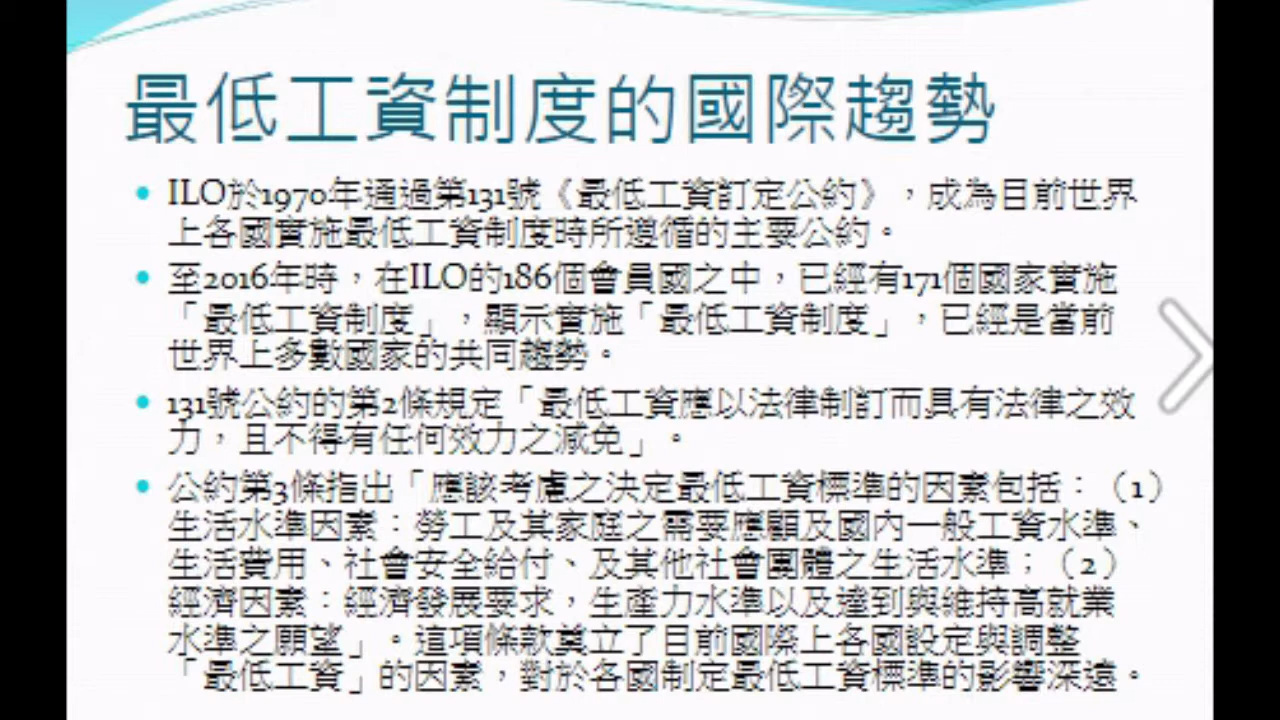 最低工資制度的國際趨勢
ILO於1970年通過第131號《最低工資訂定公約》，成為目前世界
上各國實施最低工資制度時所遵循的主要公約。
至2016年時，在ILO的186個會員國之中，已經有171個國家實施
「最低工資制度」，顯示實施「最低工資制度」，已經是當前
世界上多數國家的共同趨勢。
131號公約的第2條規定「最低工資應以法律制訂而具有法律之效
力，且不得有任何效力之減免」。
公約第3條指出「應該考慮之決定最低工資標準的因素包括：（1）
生活水準因素：勞工及其家庭之需要應顧及國內一般工資水準、
生活費用、社會安全給付、及其他社會團體之生活水準；（2）
經濟因素：經濟發展要求，生產力水準以及達到與維持高就業
水準之願望」。這項條款奠立了目前國際上各國設定與調整
「最低工資」的因素，對於各國制定最低工資標準的影響深遠。